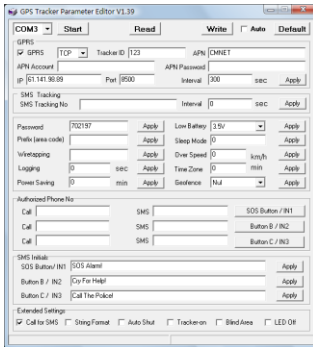 GPS Tracker Parameter Editor V1.39
COM3 Start Read Write Auto Default
GPRS
GPRS TCP Tracker ID 123 APN CMNET
APN Account APN Password
IP 61.141.98.89 Port 8500 Interval 300 sec Apply
SMS Tracking
SMS Tracking No Interval 0 sec Apply
Password 702197 Apply Low Battery 3.5V Apply
Prefix (area code) Apply Sleep Mode 0 Apply
Wiretapping Apply Over Speed 0 km/h Apply
Logging 0 sec Apply Time Zone 0 min Apply
Power Saving 0 min Apply Geofence Nul Apply
Authorized Phone No
Call SMS SOS Button / IN1
Call SMS Button B / IN2
Call SMS Button C / IN3
SMS Initials
SOS Button/ IN1 SOS Alarm! Apply
Button B / IN2 Cry For Help! Apply
Button C / IN3 Call The Police! Apply
Extended Settings
Call for SMS String Format Auto Shut Tracker-on Blind Area LED Off